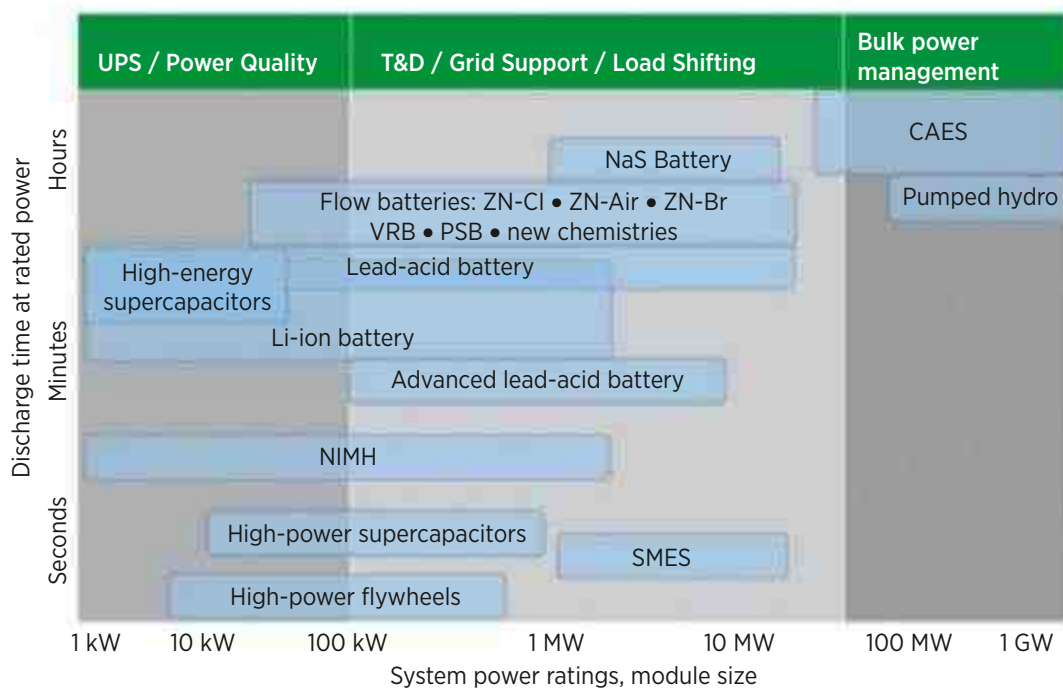 UPS / Power Quality
T&D / Grid Support / Load Shifting
Bulk power
management
Discharge time at rated power
Hours
Minutes
Seconds
CAES
NaS Battery
Pumped hydro
Flow batteries: ZN-Cl • ZN-Air • ZN-Br
VRB • PSB • new chemistries
High-energy
supercapacitors
Lead-acid battery
Li-ion battery
Advanced lead-acid battery
NIMH
High-power supercapacitors
SMES
High-power flywheels
1 kW
10 kW
100 kW
1 MW
10 MW
100 MW
1 GW
System power ratings, module size